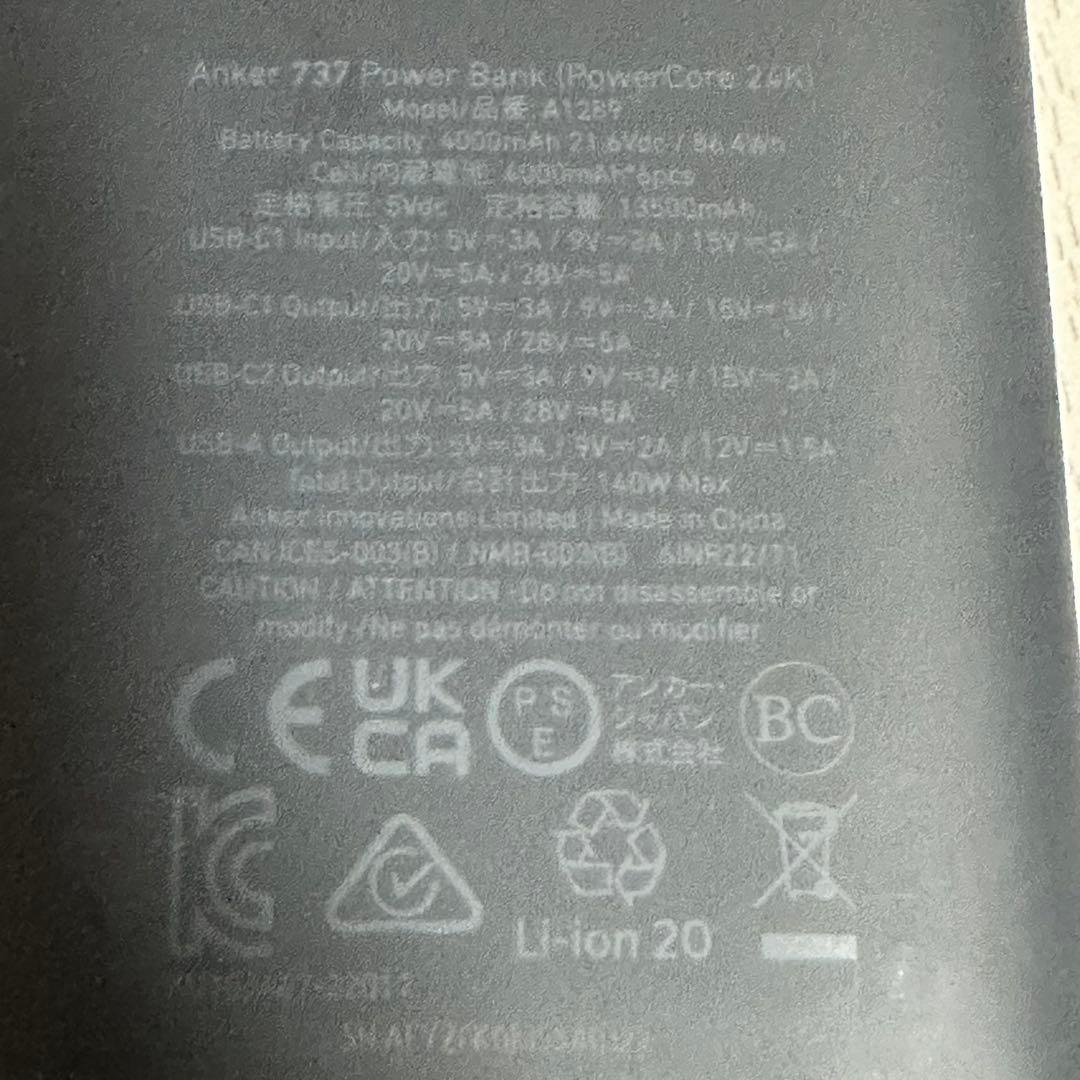 Anker 737 Power Bank (PowerCore 24K)
Model/品番: A1289
Battery Capacity: 4000mAh 21.6Vdc / 86.4Wh
Cell/内蔵電池: 4000mAh*6pcs
定格電圧: 5Vdc 定格容量: 13500mAh
USB-C1 Input/入力: 5V⎓3A / 9V⎓3A / 15V⎓3A /
20V⎓5A / 28V⎓5A
USB-C1 Output/出力: 5V⎓3A / 9V⎓3A / 15V⎓3A /
20V⎓5A / 28V⎓5A
USB-C2 Output/出力: 5V⎓3A / 9V⎓3A / 15V⎓3A /
20V⎓5A / 28V⎓5A
USB-A Output/出力: 5V⎓3A / 9V⎓2A / 12V⎓1.5A
Total Output/合計出力: 140W Max
Anker Innovations Limited | Made in China
CAN ICES-003(B) / NMB-003(B) 6INR22/71
CAUTION / ATTENTION -Do not disassemble or
modify./Ne pas démonter ou modifier.
CE
UK
CA
PS
E
アンカー・
ジャパン
株式会社
BC
Li-ion 20